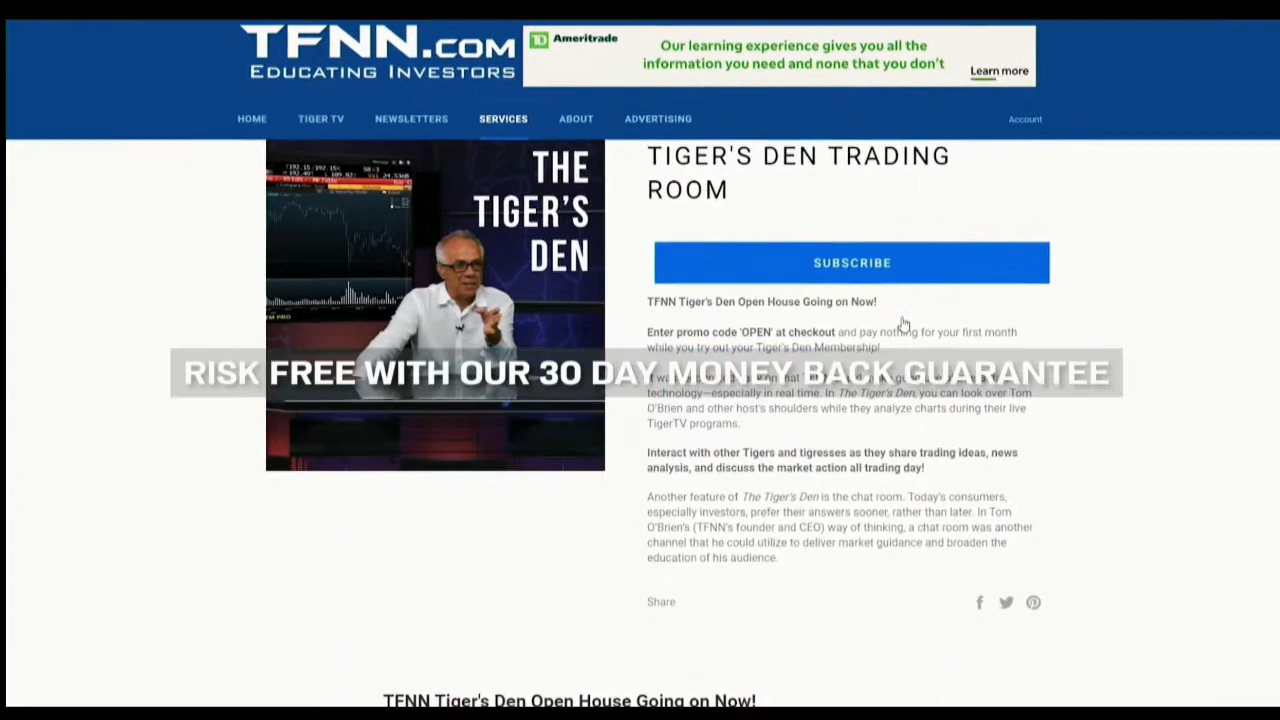 TFNN.COM
EDUCATING INVESTORS
TD Ameritrade
Our learning experience gives you all the
information you need and none that you don't
Learn more
HOME TIGER TV NEWSLETTERS SERVICES ABOUT ADVERTISING Account
THE
TIGER'S
DEN
TIGER'S DEN TRADING
ROOM
SUBSCRIBE
TFNN Tiger's Den Open House Going on Now!
Enter promo code 'OPEN' at checkout and pay nothing for your first month
while you try out your Tiger's Den Membership!
RISK FREE WITH OUR 30 DAY MONEY BACK GUARANTEE
technology—especially in real time. In The Tiger's Den, you can look over Tom
O'Brien and other host's shoulders while they analyze charts during their live
TigerTV programs.
Interact with other Tigers and tigresses as they share trading ideas, news
analysis, and discuss the market action all trading day!
Another feature of The Tiger's Den is the chat room. Today's consumers,
especially investors, prefer their answers sooner, rather than later. In Tom
O'Brien's (TFNN's founder and CEO) way of thinking, a chat room was another
channel that he could utilize to deliver market guidance and broaden the
education of his audience.
Share
TFNN Tiger's Den Open House Going on Now!